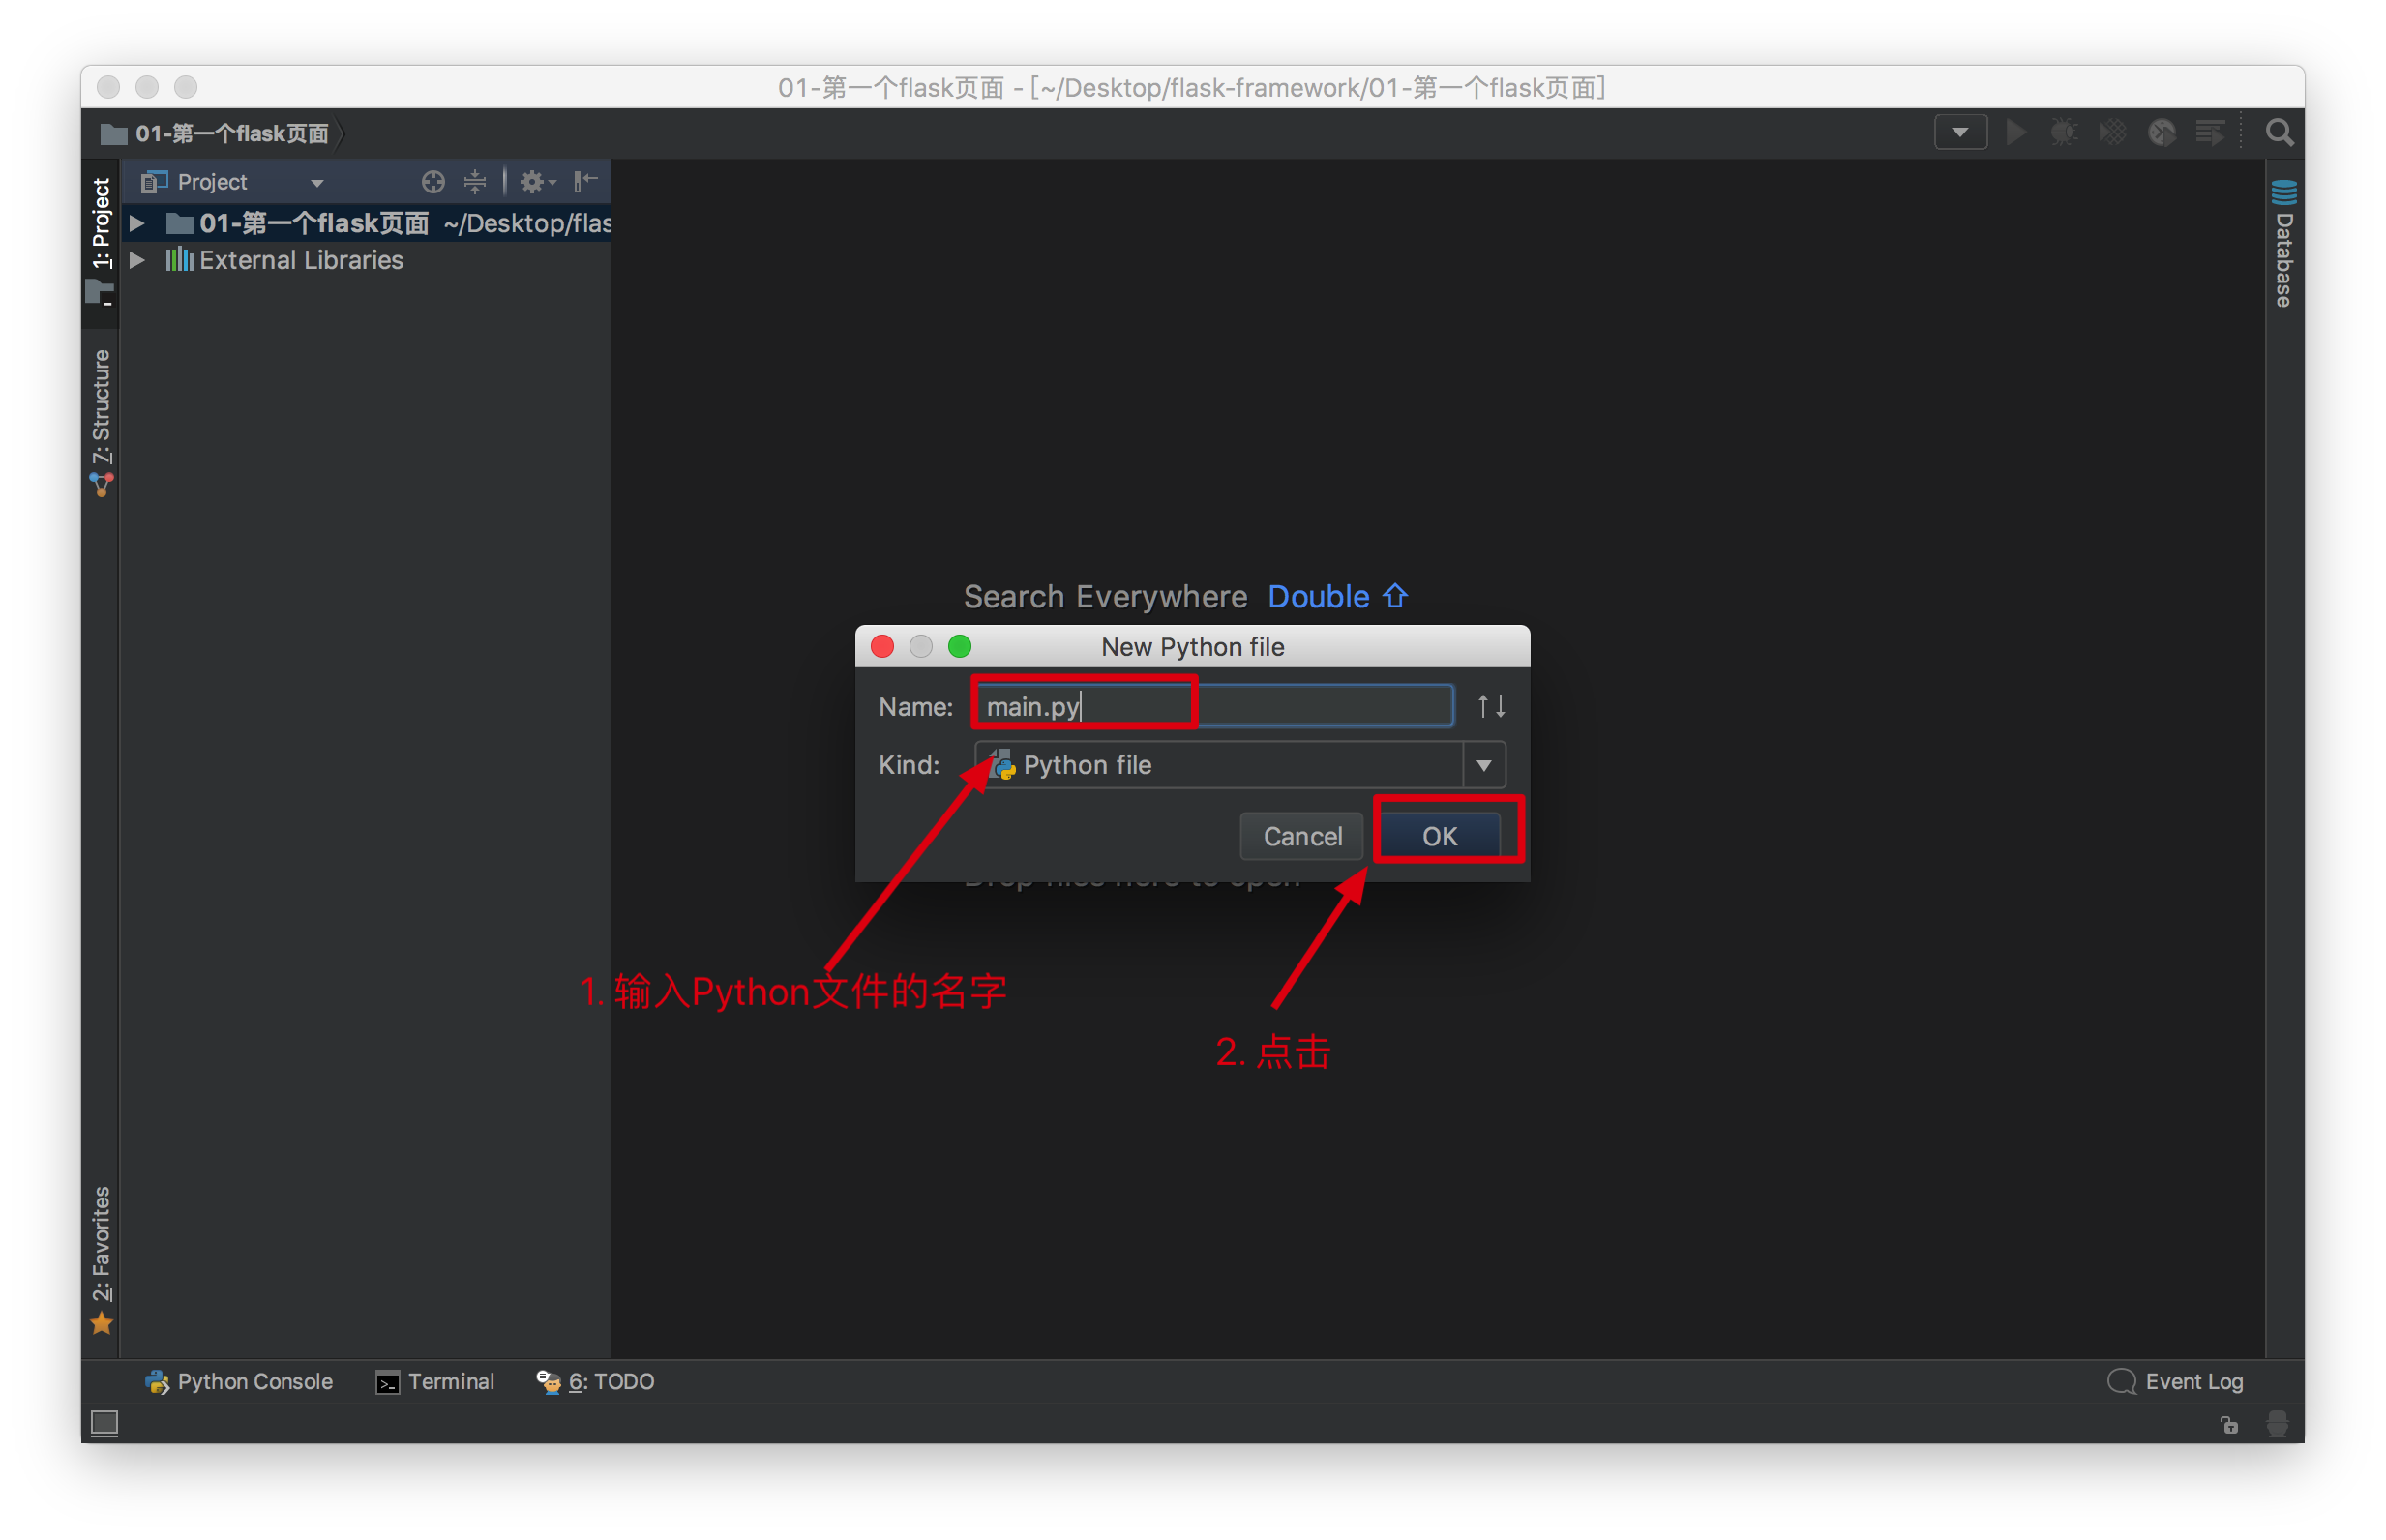 01-第一个flask页面 - [~/Desktop/flask-framework/01-第一个flask页面]
01-第一个flask页面
Project
1: Project
01-第一个flask页面 ~/Desktop/flas
External Libraries
Database
7: Structure
Search Everywhere Double ⇧
New Python file
Name: main.py
Kind: Python file
Cancel OK
Drop files here to open
1. 输入Python文件的名字
2. 点击
2: Favorites
Python Console Terminal 6: TODO Event Log